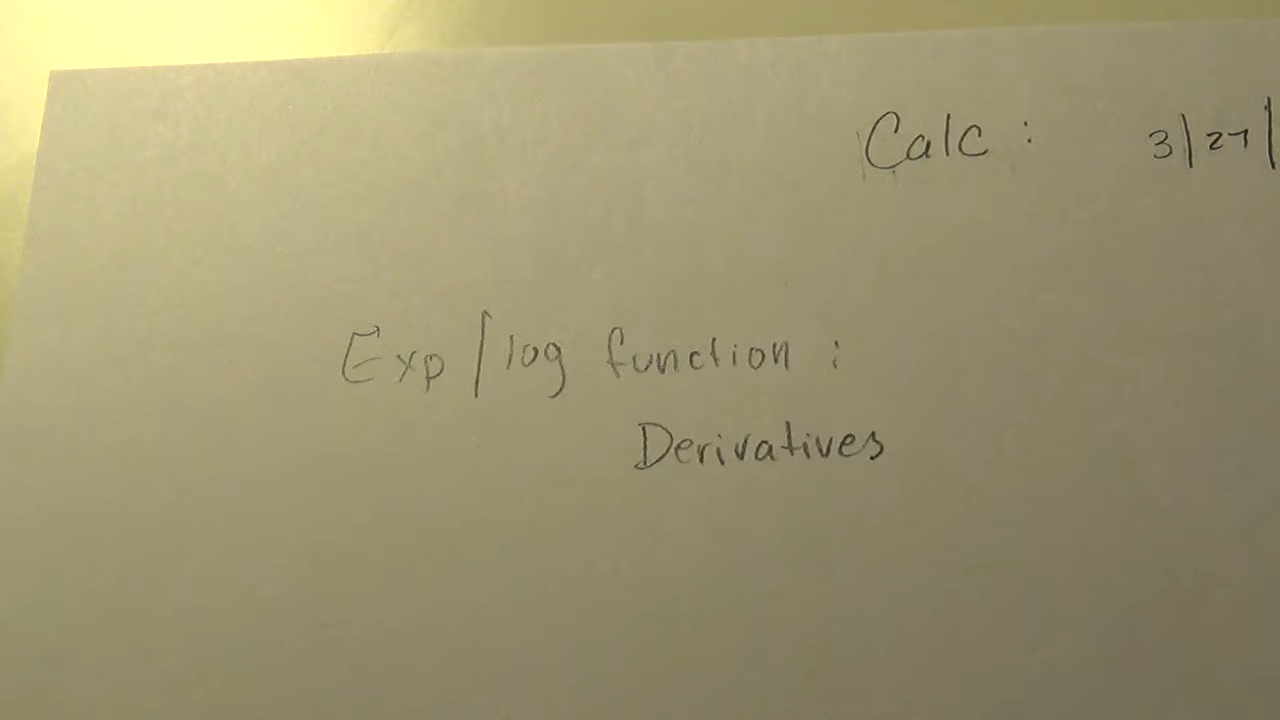 Calc : 3/27/
Exp/log function :
Derivatives